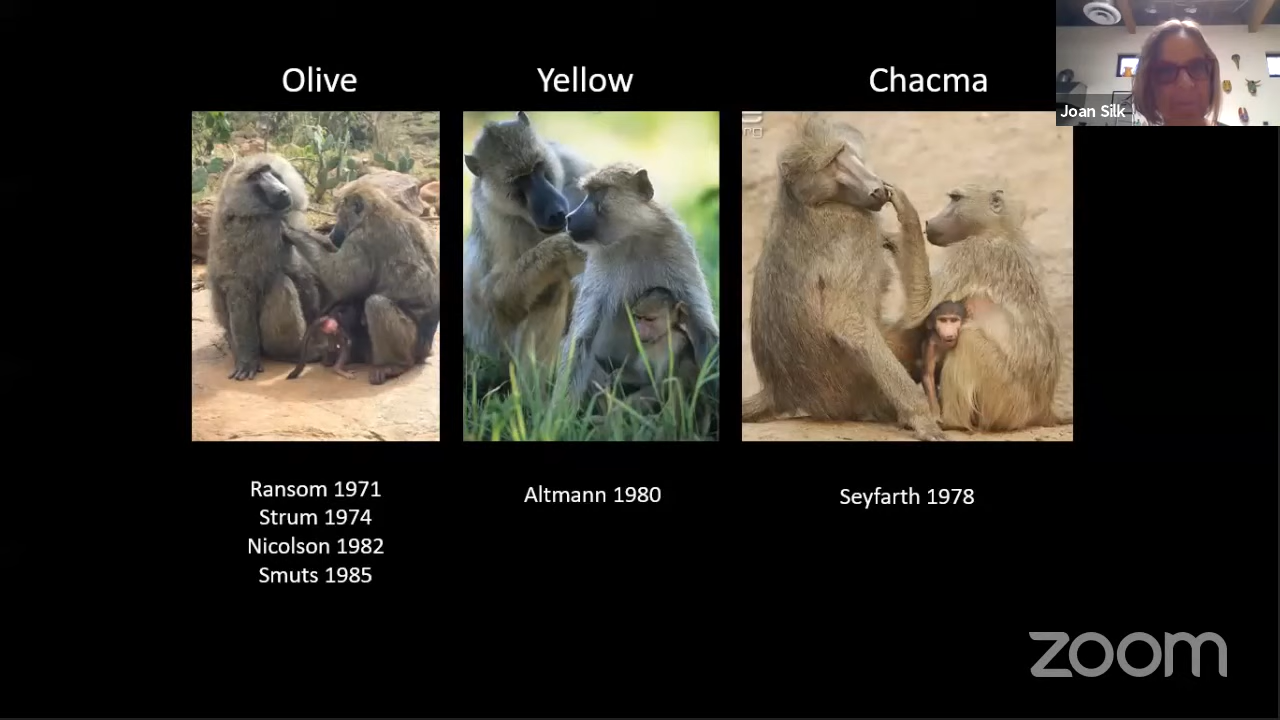 Olive
Yellow
Chacma
Joan Silk
Ransom 1971
Strum 1974
Nicolson 1982
Smuts 1985
Altmann 1980
Seyfarth 1978
zoom